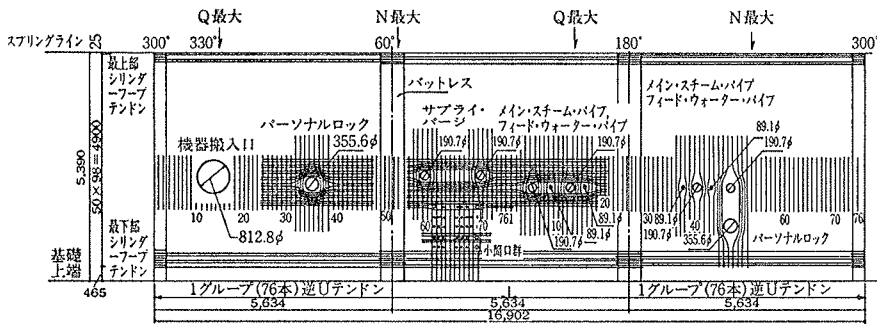 Q最大 N最大 Q最大 N最大
スプリングライン 25 300° 330° 60° 180° 300°
最上部
シリンダ
ーフープ
テンドン
バットレス
メイン・スチーム・パイプ
フィード・ウォーター・パイプ
サプライ・
パージ
メイン・スチーム・パイプ,
フィード・ウォーター・パイプ
パーソナルロック
355.6φ
機器搬入口
190.7φ 190.7φ 190.7φ
89.1φ
190.7φ
5,390
50×98=4900
10 20 30 40 50 60 70 761 10 20 30 40 60 70 76
812.8φ
190.7φ 89.1φ
89.1φ
190.7φ
355.6φ
パーソナルロック
最下部
シリンダ
ーフープ
テンドン
小窗口群
基礎
上端
465
1グループ(76本)逆Uテンドン 1グループ(76本)逆Uテンドン
5,634 5,634 5,634
16,902